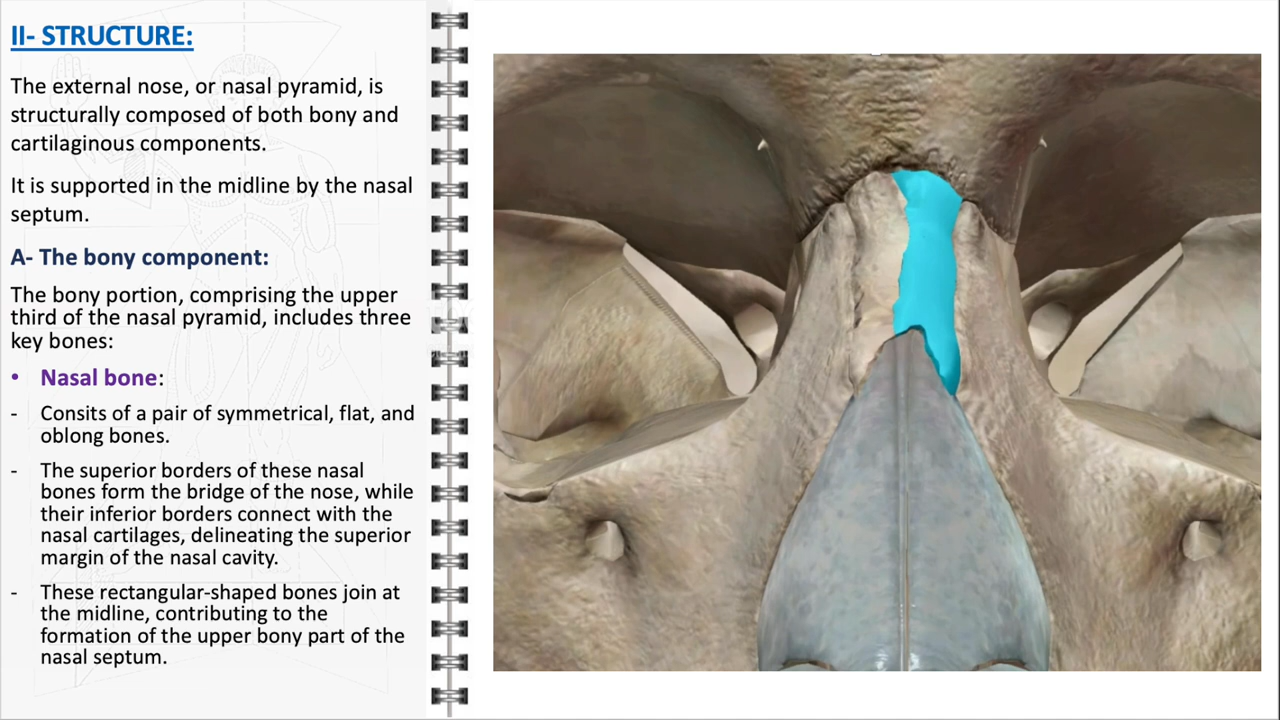 II- STRUCTURE:
The external nose, or nasal pyramid, is
structurally composed of both bony and
cartilaginous components.
It is supported in the midline by the nasal
septum.
A- The bony component:
The bony portion, comprising the upper
third of the nasal pyramid, includes three
key bones:
• Nasal bone:
- Consits of a pair of symmetrical, flat, and
oblong bones.
- The superior borders of these nasal
bones form the bridge of the nose, while
their inferior borders connect with the
nasal cartilages, delineating the superior
margin of the nasal cavity.
- These rectangular-shaped bones join at
the midline, contributing to the
formation of the upper bony part of the
nasal septum.